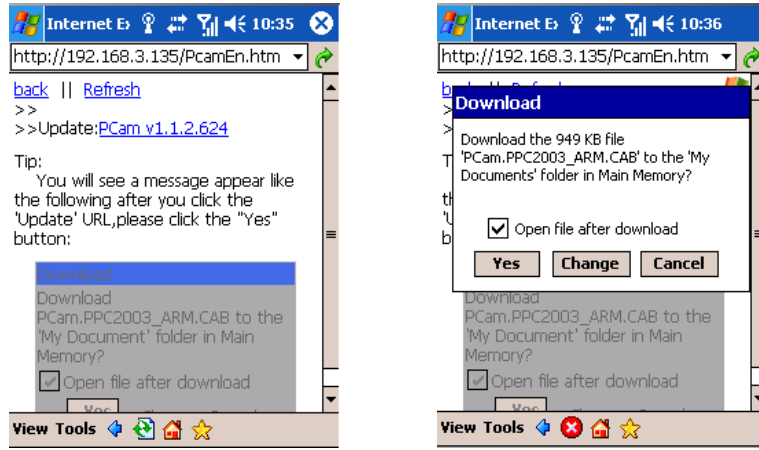 Internet E 10:35
http://192.168.3.135/PcamEn.htm
back || Refresh
>>
>>Update:PCam v1.1.2.624
Tip:
You will see a message appear like
the following after you click the
'Update' URL,please click the "Yes"
button:
Download
Download
PCam.PPC2003_ARM.CAB to the
'My Document' folder in Main
Memory?
Open file after download
Yes
View Tools
Internet E 10:36
http://192.168.3.135/PcamEn.htm
Download
Download the 949 KB file
'PCam.PPC2003_ARM.CAB' to the 'My
Documents' folder in Main Memory?
Open file after download
Yes Change Cancel
Download
PCam.PPC2003_ARM.CAB to the
'My Document' folder in Main
Memory?
Open file after download
View Tools